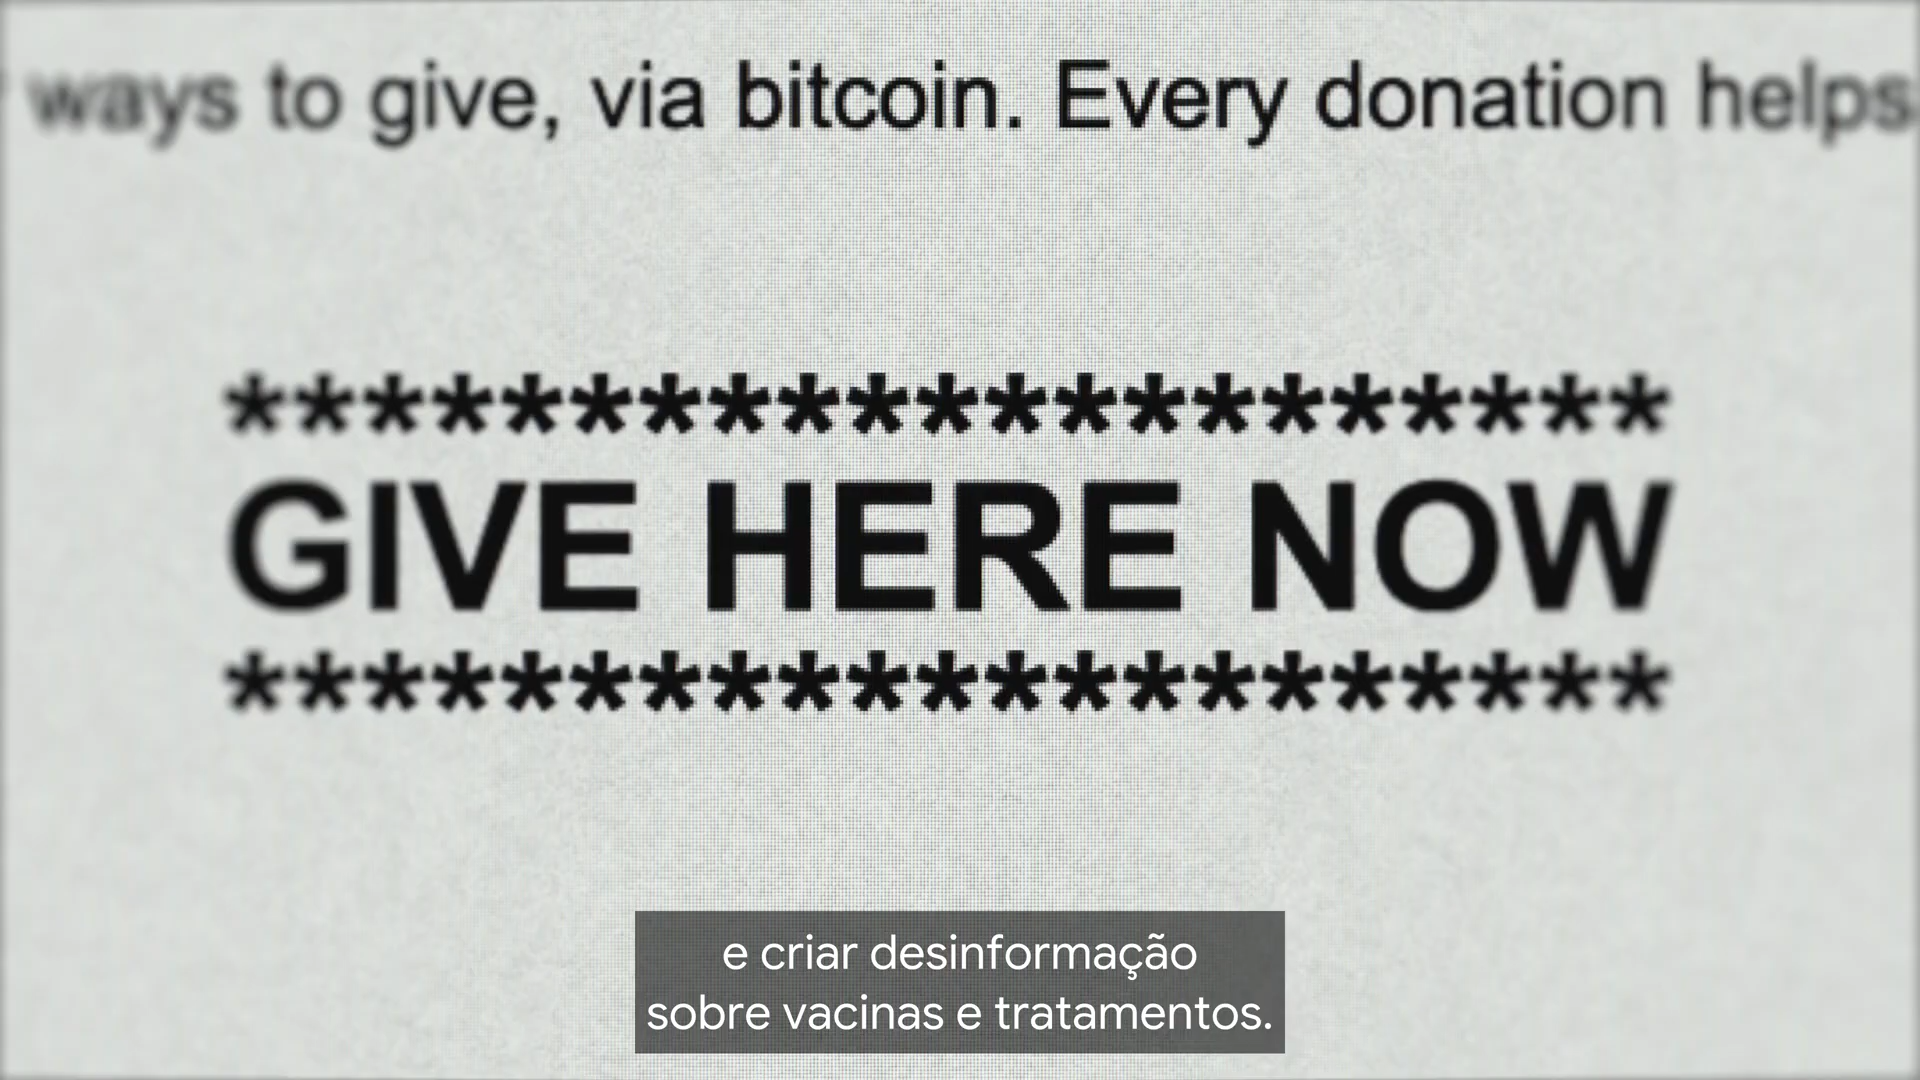 ways to give, via bitcoin. Every donation helps
*********************
GIVE HERE NOW
*********************
e criar desinformação
sobre vacinas e tratamentos.